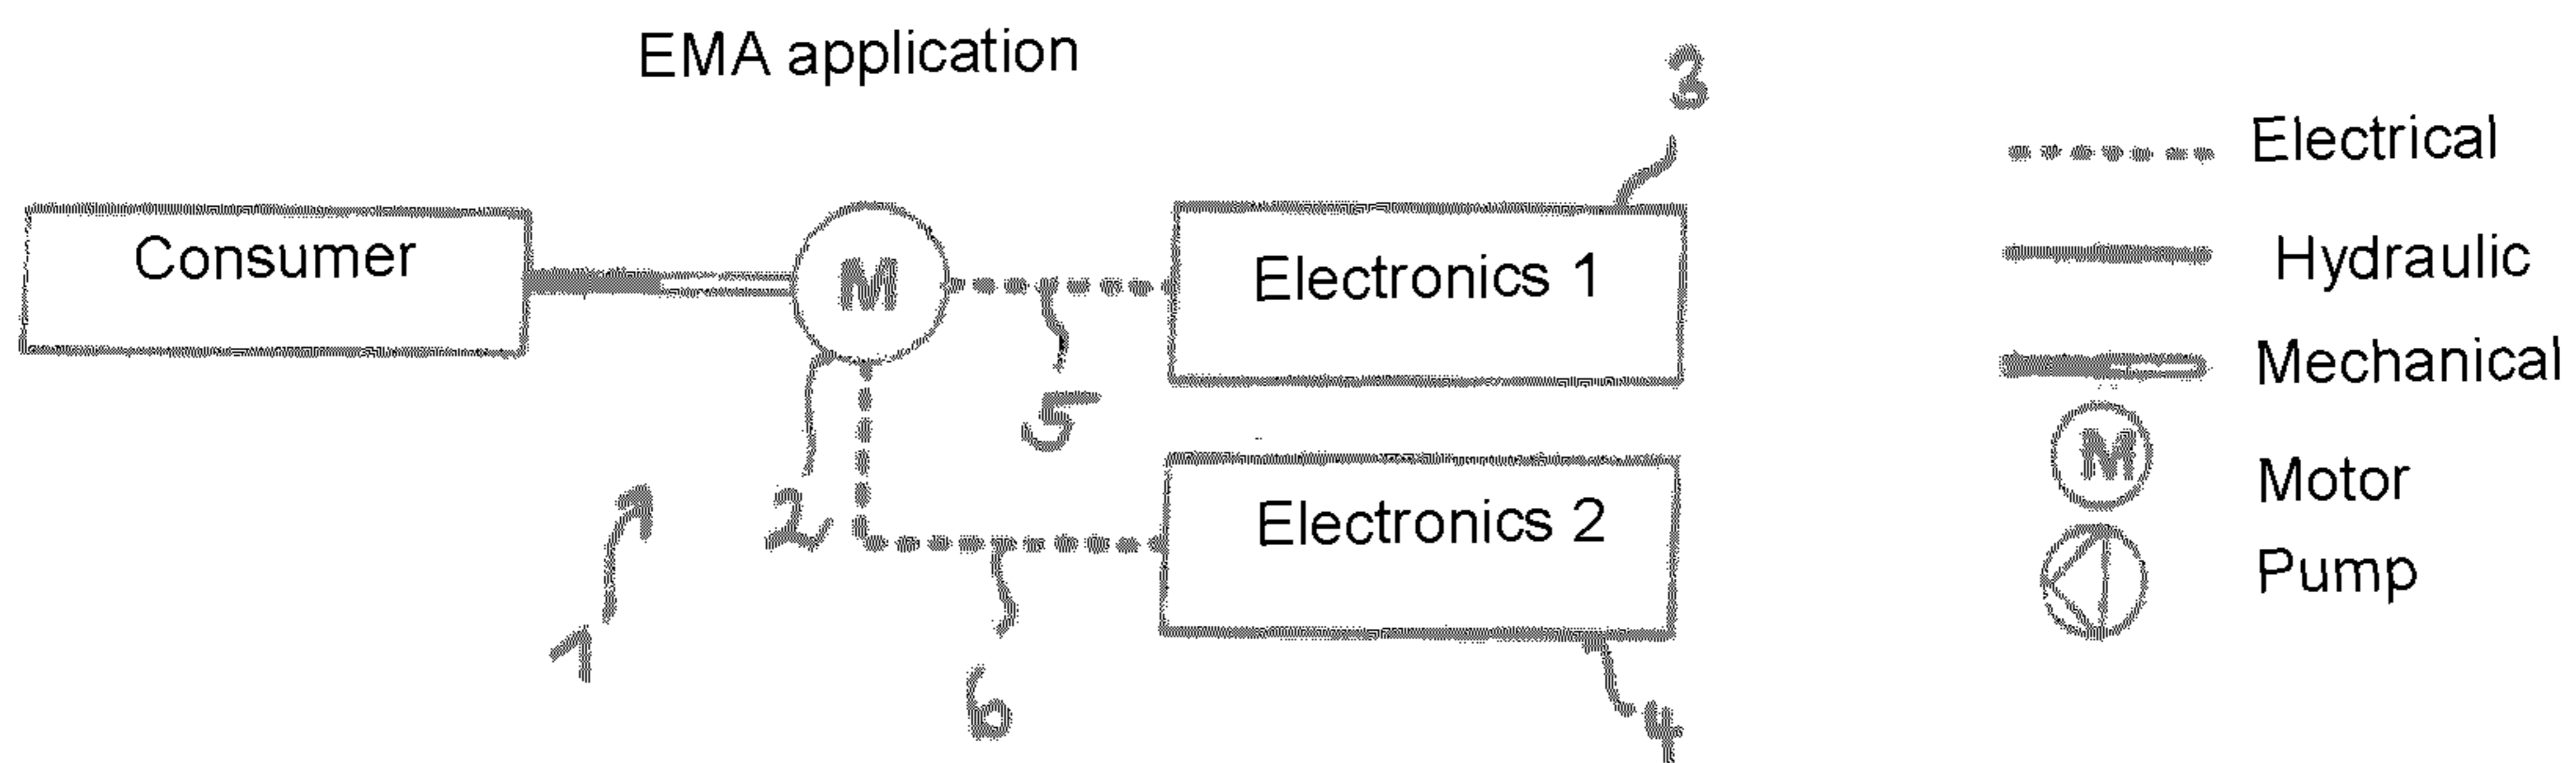 EMA application
3
Electrical
Consumer
M
Electronics 1
Hydraulic
Mechanical
5
M
Motor
2
Electronics 2
Pump
1
6
4